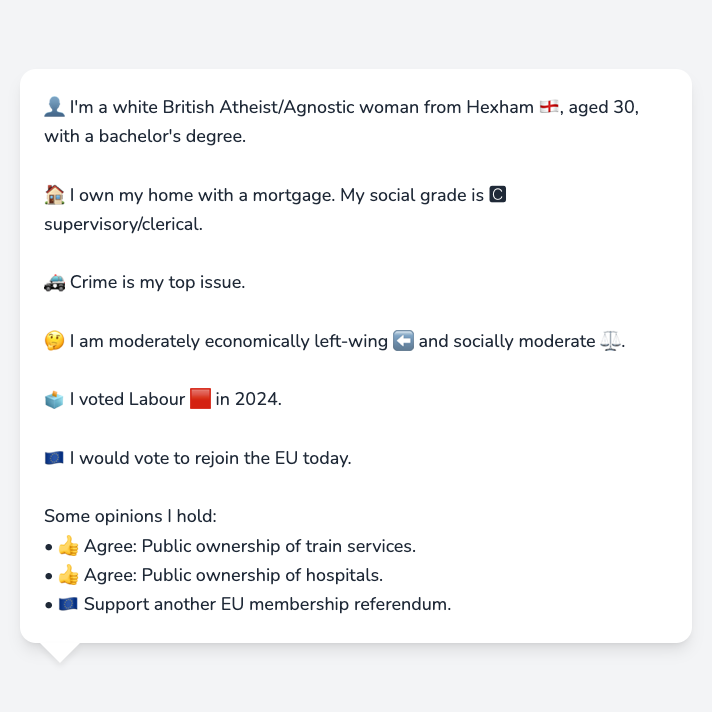 👤 I'm a white British Atheist/Agnostic woman from Hexham 🏴󠁧󠁢󠁥󠁮󠁧󠁿, aged 30,
with a bachelor's degree.
🏠 I own my home with a mortgage. My social grade is 🅲
supervisory/clerical.
🚓 Crime is my top issue.
🤔 I am moderately economically left-wing ⬅️ and socially moderate ⚖️.
🗳️ I voted Labour 🟥 in 2024.
🇪🇺 I would vote to rejoin the EU today.
Some opinions I hold:
• 👍 Agree: Public ownership of train services.
• 👍 Agree: Public ownership of hospitals.
• 🇪🇺 Support another EU membership referendum.